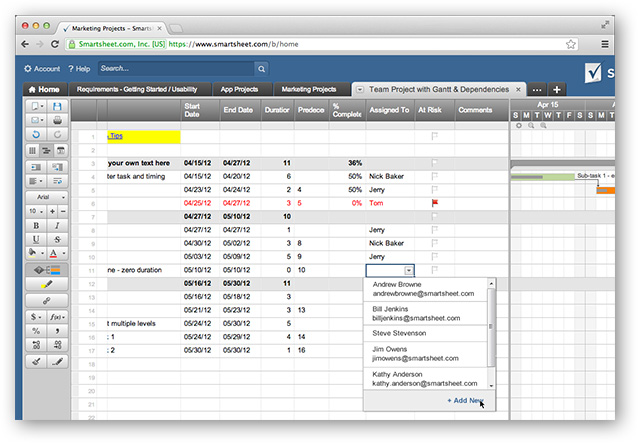 Marketing Projects – Smartsh
Smartsheet.com, Inc. [US] https://www.smartsheet.com/b/home
Account ? Help Search...
Home Requirements - Getting Started / Usability App Projects Marketing Projects Team Project with Gantt & Dependencies
Start Date End Date Duration Predece % Complete Assigned To At Risk Comments Apr 15
S M T W T F S S M T
1 Tips
2
3 your own text here 04/15/12 04/27/12 11 36%
4 ter task and timing 04/15/12 04/20/12 6 50% Nick Baker Sub-task 1 - e
5 04/23/12 04/24/12 2 4 50% Jerry
6 04/25/12 04/27/12 3 5 0% Tom
7 04/27/12 05/10/12 10
8 04/27/12 04/27/12 1 Jerry
9 04/30/12 05/02/12 3 8 Nick Baker
10 05/03/12 05/09/12 5 9 Jerry
11 ne - zero duration 05/10/12 05/10/12 0 10
12 05/16/12 05/30/12 11
13 05/16/12 05/18/12 3
14 05/21/12 05/23/12 3 13
15 t multiple levels 05/24/12 05/30/12 5
16 1 05/24/12 05/29/12 4 14
17 2 05/30/12 05/30/12 1 16
18
19
20
21
22
Arial
10
B I
U S
A
$ f(x)
% ,
Andrew Browne
andrewbrowne@smartsheet.com
Bill Jenkins
billjenkins@smartsheet.com
Steve Stevenson
Jim Owens
jimowens@smartsheet.com
Kathy Anderson
kathy.anderson@smartsheet.com
+ Add New